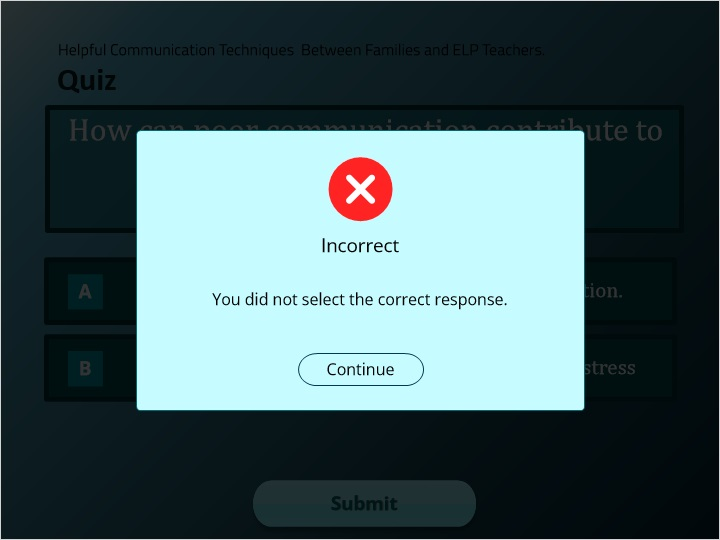 Helpful Communication Techniques  Between Families and ELP Teachers.
Quiz
How can poor communication contribute to
Incorrect
You did not select the correct response.
A
tion.
Continue
B
stress
Submit